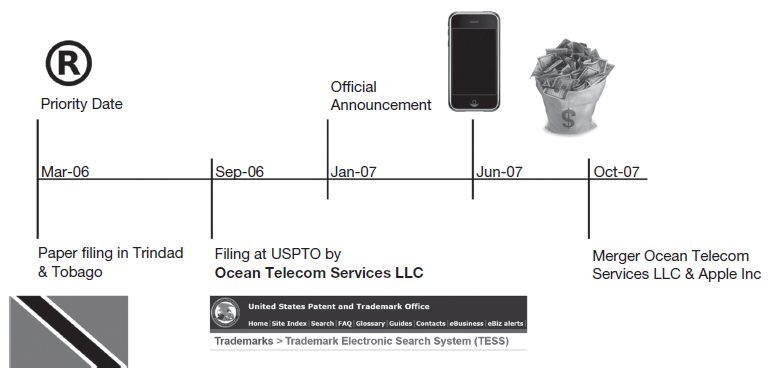 ®
Priority Date
Official
Announcement
$
Mar-06
Sep-06
Jan-07
Jun-07
Oct-07
Paper filing in Trindad
& Tobago
Filing at USPTO by
Ocean Telecom Services LLC
Merger Ocean Telecom
Services LLC & Apple Inc
United States Patent and Trademark Office
Home|Site Index|Search|FAQ|Glossary|Guides|Contacts|eBusiness|eBiz alerts|
Trademarks > Trademark Electronic Search System (TESS)